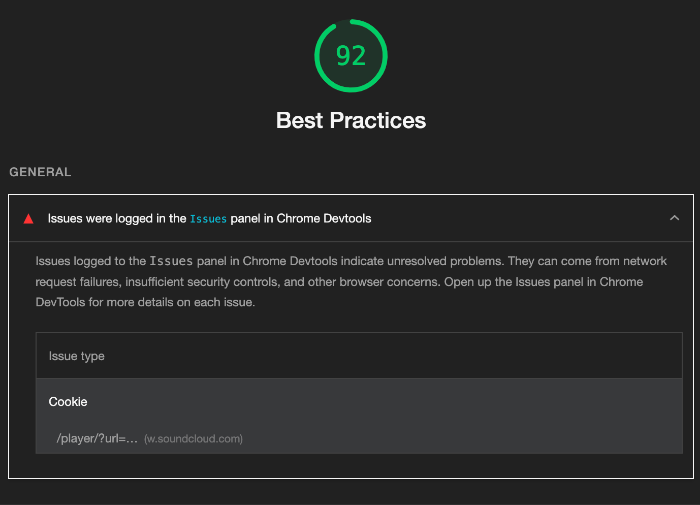 92
Best Practices
GENERAL
Issues were logged in the Issues panel in Chrome Devtools
Issues logged to the Issues panel in Chrome Devtools indicate unresolved problems. They can come from network
request failures, insufficient security controls, and other browser concerns. Open up the Issues panel in Chrome
DevTools for more details on each issue.
Issue type
Cookie
/player/?url=… (w.soundcloud.com)